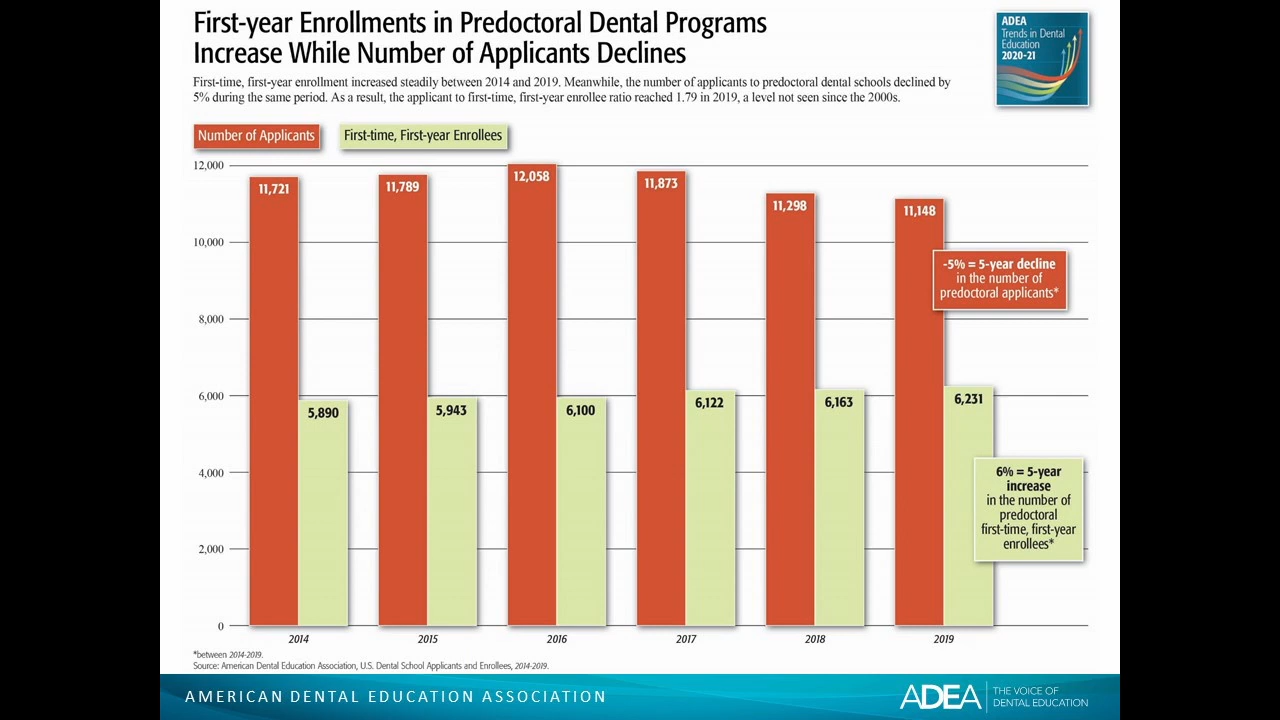 First-year Enrollments in Predoctoral Dental Programs
Increase While Number of Applicants Declines
First-time, first-year enrollment increased steadily between 2014 and 2019. Meanwhile, the number of applicants to predoctoral dental schools declined by
5% during the same period. As a result, the applicant to first-time, first-year enrollee ratio reached 1.79 in 2019, a level not seen since the 2000s.
ADEA
Trends in Dental
Education
2020-21
Number of Applicants
First-time, First-year Enrollees
12,000
10,000
8,000
6,000
4,000
2,000
0
11,721
5,890
11,789
5,943
12,058
6,100
11,873
6,122
11,298
6,163
11,148
6,231
-5% = 5-year decline
in the number of
predoctoral applicants*
6% = 5-year
increase
in the number of
predoctoral
first-time, first-year
enrollees*
2014
2015
2016
2017
2018
2019
*between 2014-2019.
Source: American Dental Education Association, U.S. Dental School Applicants and Enrollees, 2014-2019.
AMERICAN DENTAL EDUCATION ASSOCIATION
ADEA
THE VOICE OF
DENTAL EDUCATION